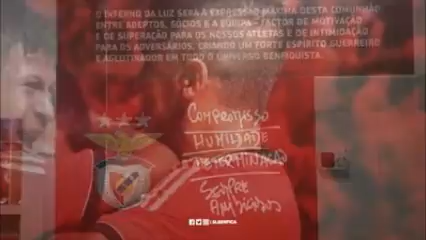 O INFERNO DA LUZ SERÁ A EXPRESSÃO MÁXIMA DESTA COMUNHÃO
ENTRE ADEPTOS, SÓCIOS E A EQUIPA - FACTOR DE MOTIVAÇÃO
E DE SUPERAÇÃO PARA OS NOSSOS ATLETAS E DE INTIMIDAÇÃO
PARA OS ADVERSÁRIOS, CRIANDO UM FORTE ESPÍRITO GUERREIRO
E AGLUTINADOR EM TODO O UNIVERSO BENFIQUISTA.
COMPROMISSO
HUMILDADE
DETERMINAÇÃO
SEMPRE
AMBICIOSOS
SLBENFICA